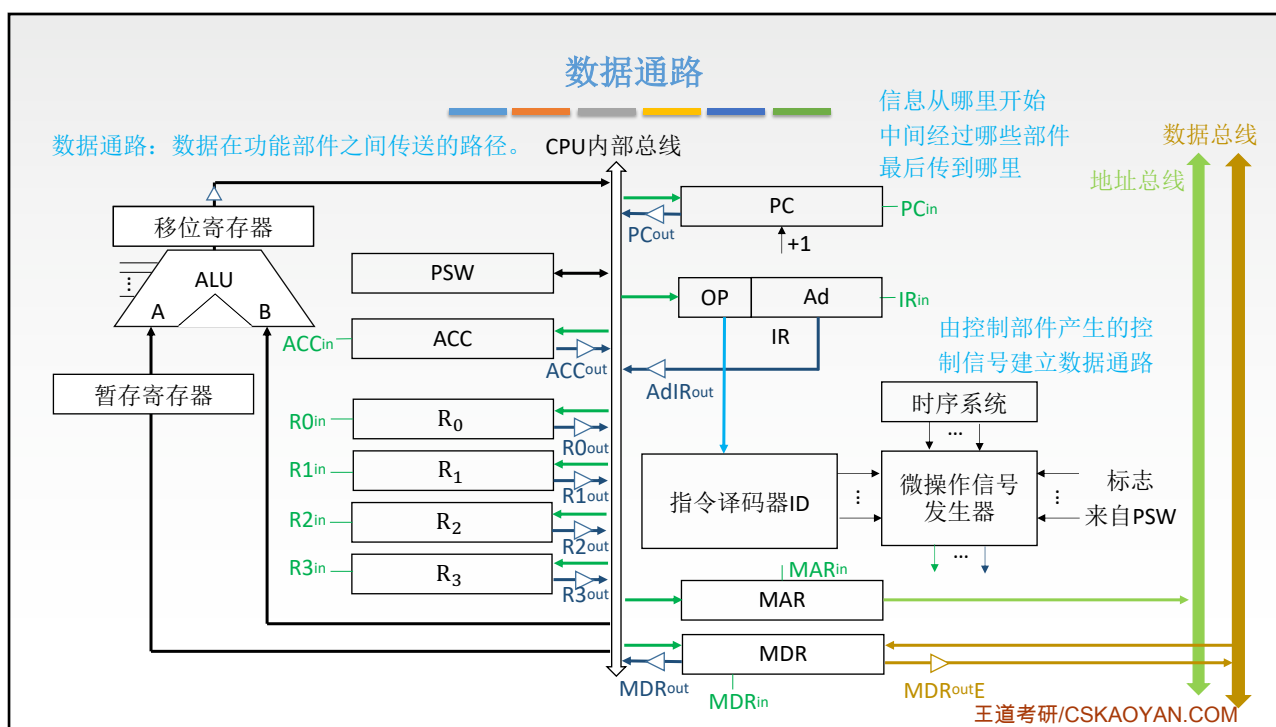 数据通路
信息从哪里开始
中间经过哪些部件
最后传到哪里
数据总线
地址总线
数据通路：数据在功能部件之间传送的路径。
CPU内部总线
移位寄存器
ALU
A
B
暂存寄存器
PSW
ACCin
ACC
ACCout
R0in
R0
R0out
R1in
R1
R1out
R2in
R2
R2out
R3in
R3
R3out
PC
PCin
PCout
+1
OP
Ad
IRin
IR
AdIRout
由控制部件产生的控
制信号建立数据通路
时序系统
...
指令译码器ID
...
微操作信号
发生器
...
标志
来自PSW
...
MARin
MAR
MDR
MDRout
MDRin
MDRoutE
...
王道考研/CSKAOYAN.COM